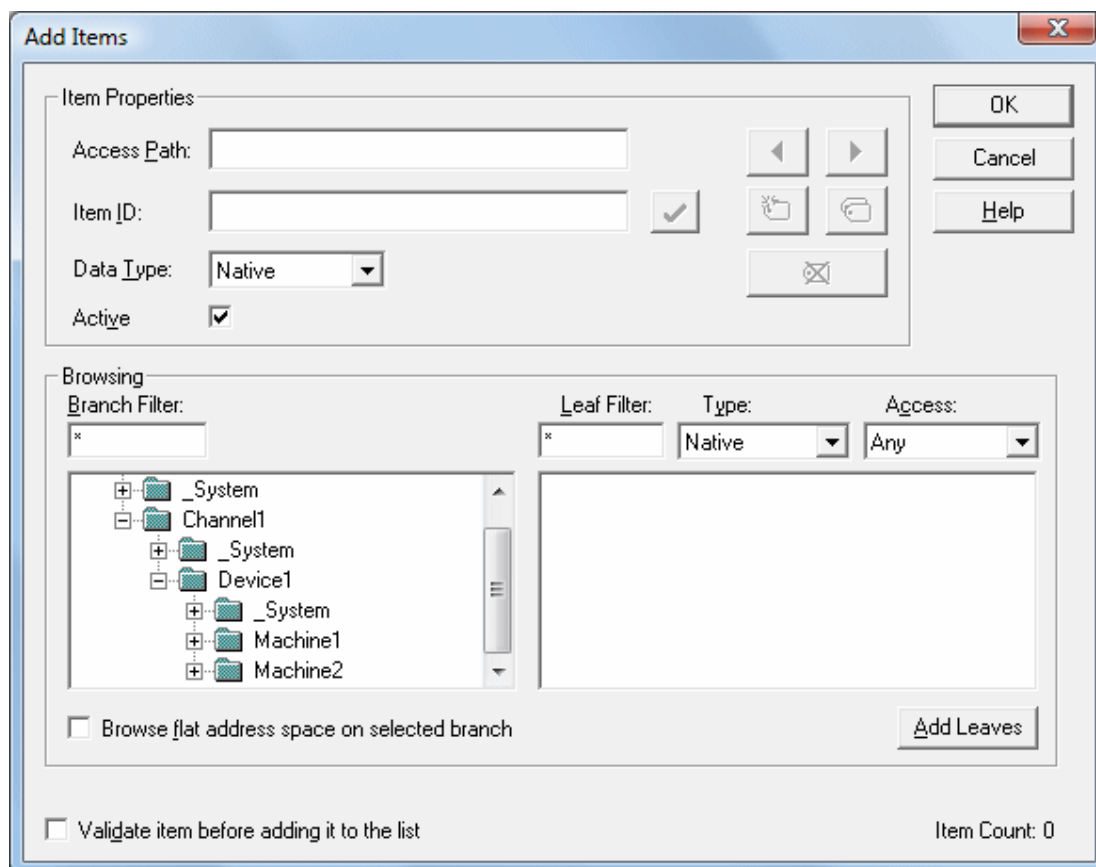 Add Items
Item Properties
OK
Access Path:
Cancel
Item ID:
Help
Data Type: Native
Active
Browsing
Branch Filter: Leaf Filter: Type: Access:
* * Native Any
_System
Channel1
_System
Device1
_System
Machine1
Machine2
Browse flat address space on selected branch Add Leaves
Validate item before adding it to the list Item Count: 0